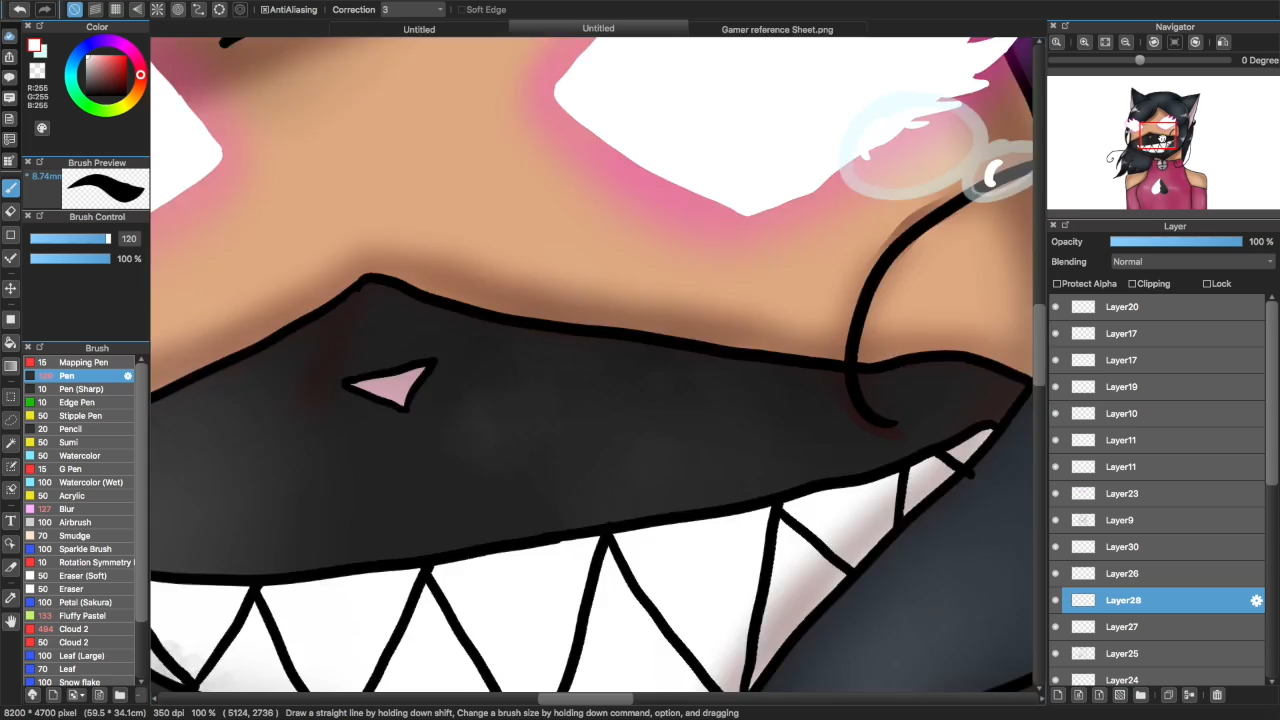 AntiAliasing
Correction
3
Soft Edge
Color
Untitled
Untitled
Gamer reference Sheet.png
Navigator
0 Degree
R:255
G:255
B:255
Brush Preview
* 8.74mm
Brush Control
120
100 %
Brush
15 Mapping Pen
120 Pen
10 Pen (Sharp)
10 Edge Pen
50 Stipple Pen
20 Pencil
50 Sumi
50 Watercolor
15 G Pen
100 Watercolor (Wet)
50 Acrylic
127 Blur
100 Airbrush
70 Smudge
100 Sparkle Brush
10 Rotation Symmetry
50 Eraser (Soft)
50 Eraser
100 Petal (Sakura)
133 Fluffy Pastel
494 Cloud 2
50 Cloud 2
100 Leaf (Large)
70 Leaf
100 Snow flake
Layer
Opacity 100 %
Blending Normal
Protect Alpha Clipping Lock
Layer20
Layer17
Layer17
Layer19
Layer10
Layer11
Layer11
Layer23
Layer9
Layer30
Layer26
Layer28
Layer27
Layer25
Layer24
8200 * 4700 pixel (59.5 * 34.1cm) 350 dpi 100 % ( 5124, 2736 ) Draw a straight line by holding down shift, Change a brush size by holding down command, option, and dragging